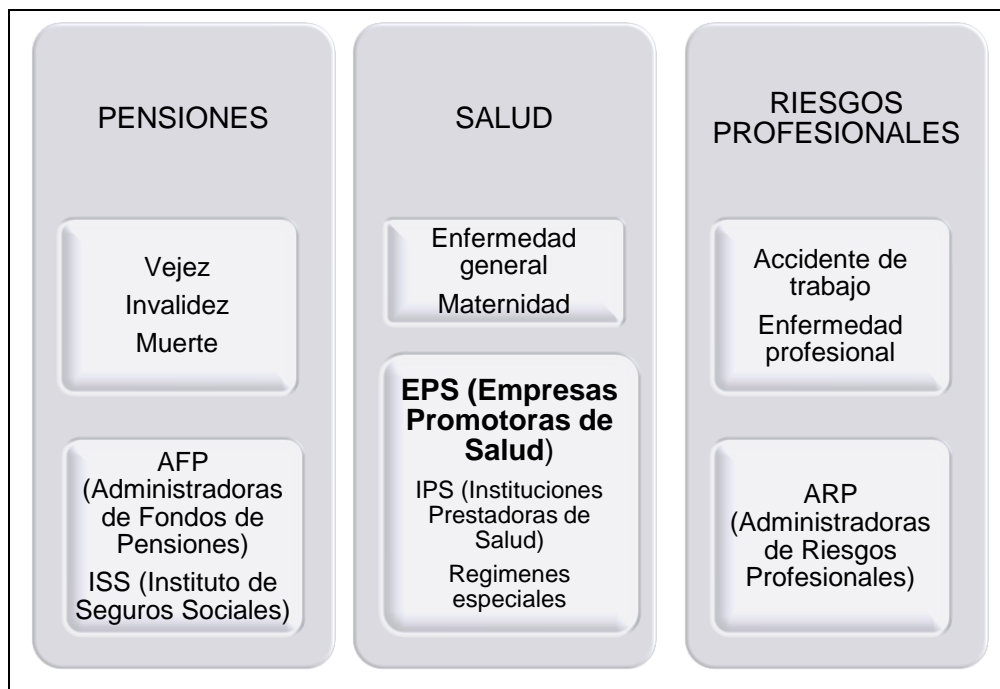 PENSIONES
Vejez
Invalidez
Muerte
AFP
(Administradoras
de Fondos de
Pensiones)
ISS (Instituto de
Seguros Sociales)
SALUD
Enfermedad
general
Maternidad
EPS (Empresas
Promotoras de
Salud)
IPS (Instituciones
Prestadoras de
Salud)
Regimenes
especiales
RIESGOS
PROFESIONALES
Accidente de
trabajo
Enfermedad
profesional
ARP
(Administradoras
de Riesgos
Profesionales)